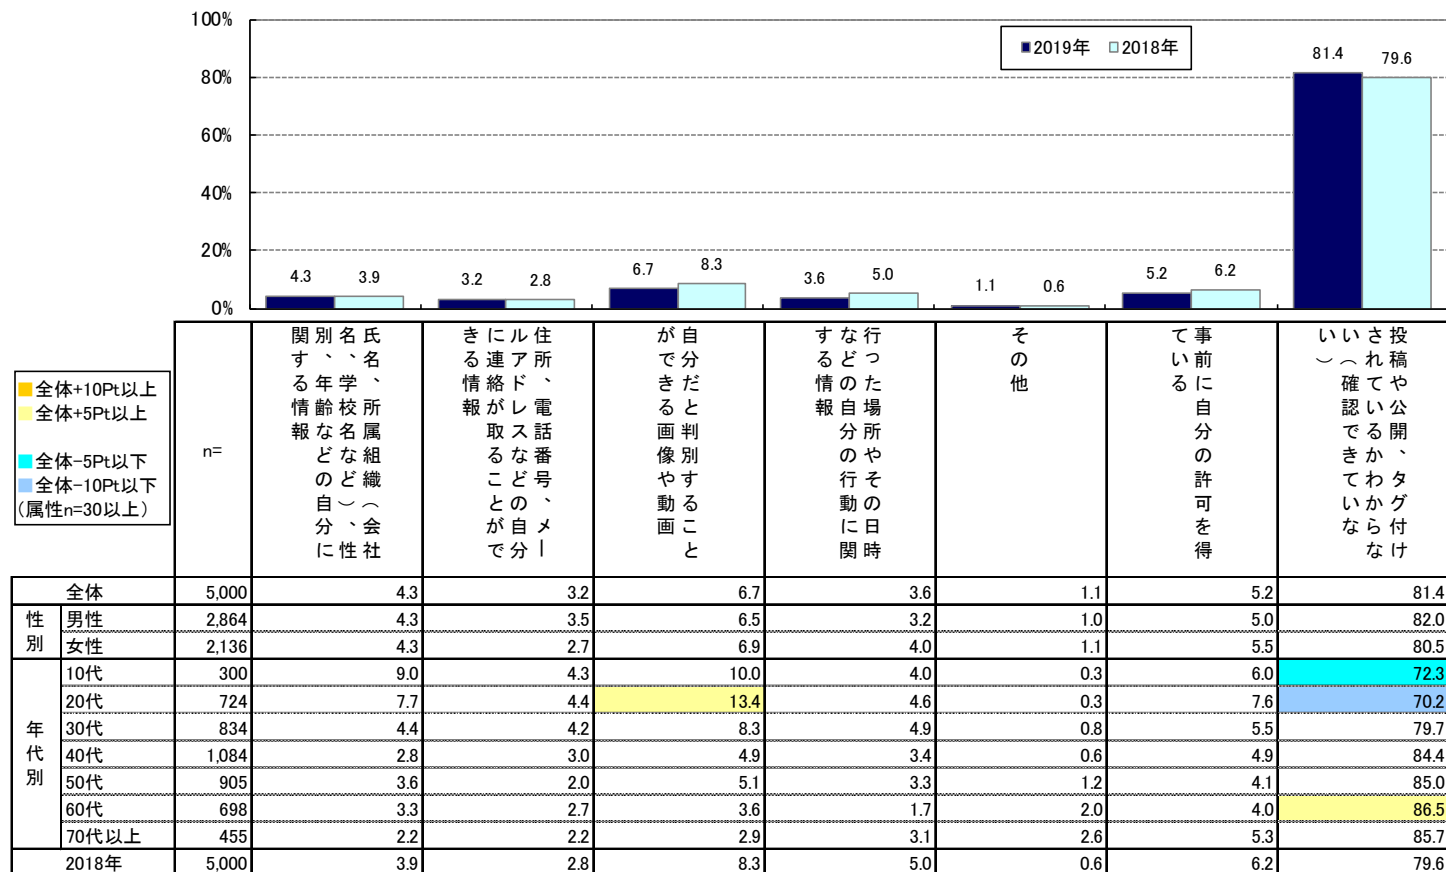 100%
80%
60%
40%
20%
0%
■2019年 □2018年
4.3 3.9 3.2 2.8 6.7 8.3 3.6 5.0 1.1 0.6 5.2 6.2 81.4 79.6
全体+10Pt以上
全体+5Pt以上
全体-5Pt以下
全体-10Pt以下
(属性n=30以上)
n=
氏名、所属組織(会社
名、学校名など)、性
別、年齢などの自分に
関する情報
住所、電話番号、メー
ルアドレスなどの自分
に連絡が取ることがで
きる情報
自分だと判別すること
ができる画像や動画
行った場所やその日時
などの自分の行動に関
する情報
その他
事前に自分の許可を得
ている
投稿や公開、タグ付け
されているかわからな
い(確認できていな
い)
全体 5,000 4.3 3.2 6.7 3.6 1.1 5.2 81.4
性別
男性 2,864 4.3 3.5 6.5 3.2 1.0 5.0 82.0
女性 2,136 4.3 2.7 6.9 4.0 1.1 5.5 80.5
年代別
10代 300 9.0 4.3 10.0 4.0 0.3 6.0 72.3
20代 724 7.7 4.4 13.4 4.6 0.3 7.6 70.2
30代 834 4.4 4.2 8.3 4.9 0.8 5.5 79.7
40代 1,084 2.8 3.0 4.9 3.4 0.6 4.9 84.4
50代 905 3.6 2.0 5.1 3.3 1.2 4.1 85.0
60代 698 3.3 2.7 3.6 1.7 2.0 4.0 86.5
70代以上 455 2.2 2.2 2.9 3.1 2.6 5.3 85.7
2018年 5,000 3.9 2.8 8.3 5.0 0.6 6.2 79.6